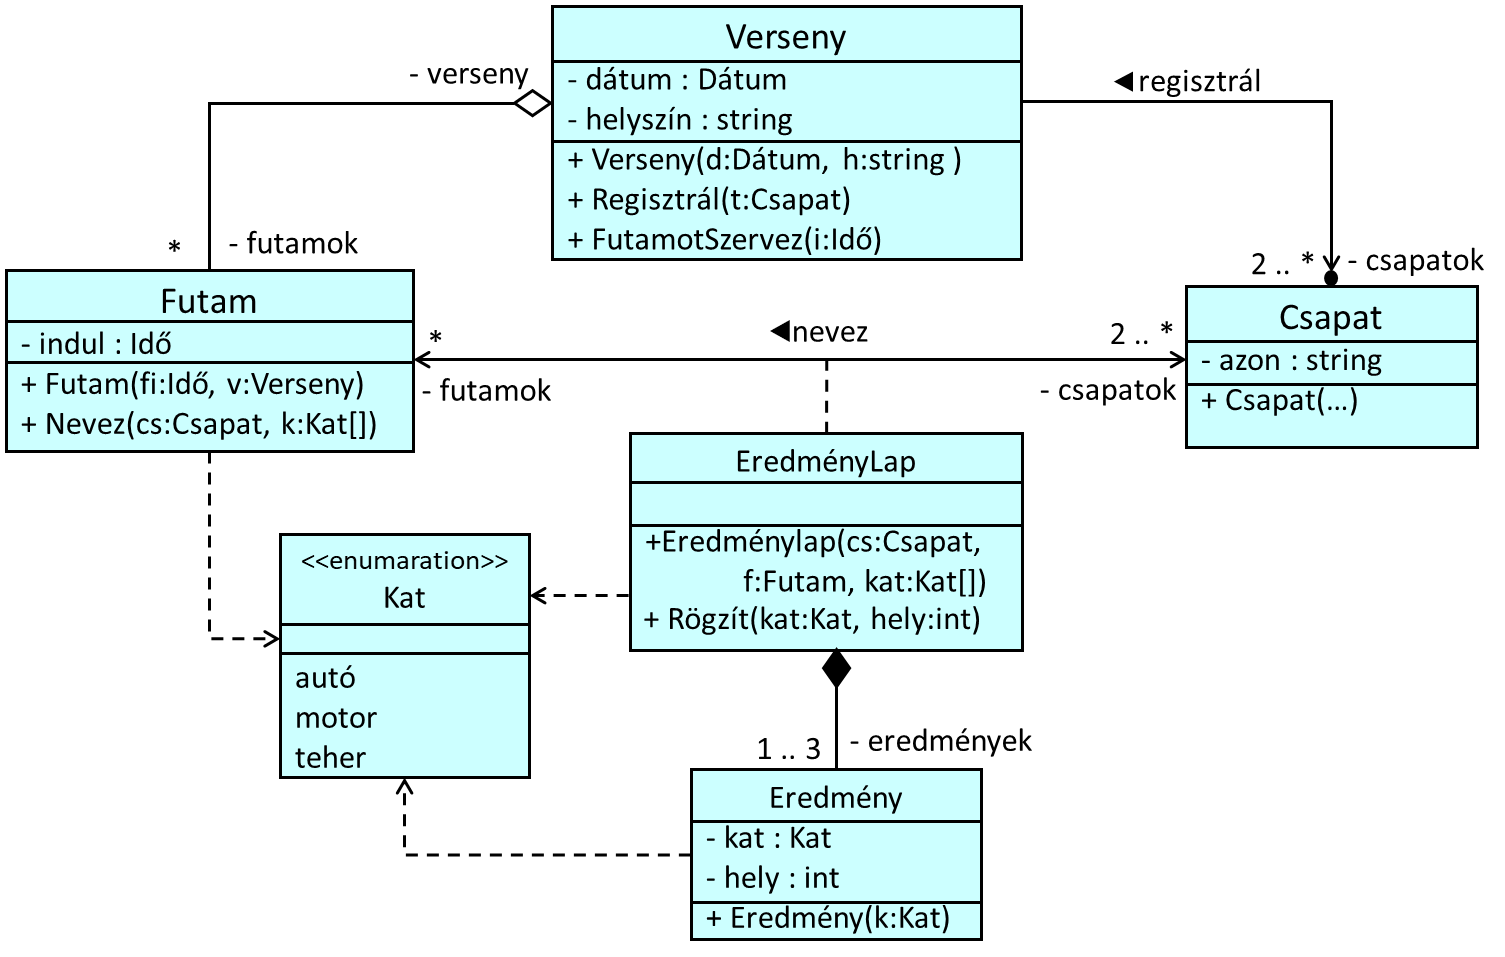 Verseny
- dátum : Dátum
- helyszín : string
+ Verseny(d:Dátum, h:string )
+ Regisztrál(t:Csapat)
+ FutamotSzervez(i:Idő)
- verseny
◀regisztrál
*
- futamok
2 .. *
- csapatok
Futam
- indul : Idő
+ Futam(fi:Idő, v:Verseny)
+ Nevez(cs:Csapat, k:Kat[])
*
- futamok
◀nevez
2 .. *
- csapatok
Csapat
- azon : string
+ Csapat(...)
EredményLap
+Eredménylap(cs:Csapat,
f:Futam, kat:Kat[])
+ Rögzít(kat:Kat, hely:int)
<<enumaration>>
Kat
autó
motor
teher
1 .. 3
- eredmények
Eredmény
- kat : Kat
- hely : int
+ Eredmény(k:Kat)